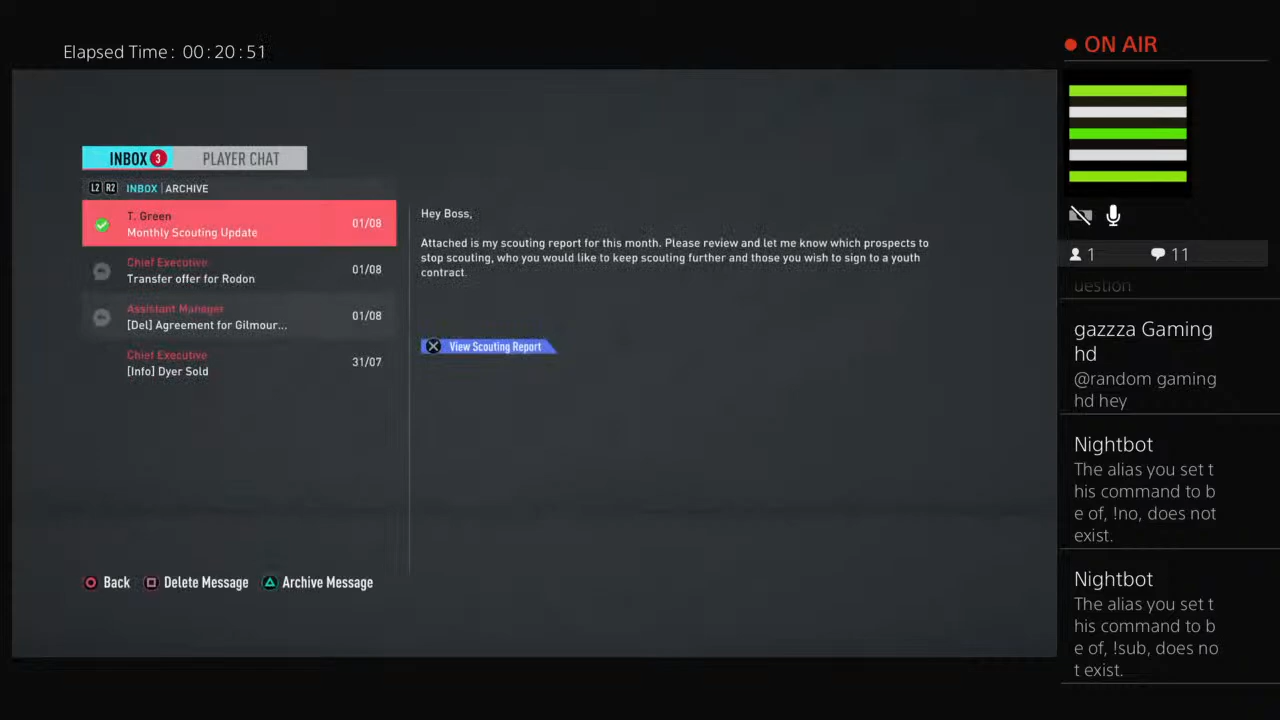 Elapsed Time: 00:20:51
ON AIR
INBOX 3
PLAYER CHAT
L2 R2 INBOX | ARCHIVE
T. Green
Monthly Scouting Update
01/08
Chief Executive
Transfer offer for Rodon
01/08
Assistant Manager
[Del] Agreement for Gilmour...
01/08
Chief Executive
[Info] Dyer Sold
31/07
Hey Boss,
Attached is my scouting report for this month. Please review and let me know which prospects to
stop scouting, who you would like to keep scouting further and those you wish to sign to a youth
contract.
View Scouting Report
Back
Delete Message
Archive Message
1
11
uestion
gazzza Gaming
hd
@random gaming
hd hey
Nightbot
The alias you set t
his command to b
e of, !no, does not
exist.
Nightbot
The alias you set t
his command to b
e of, !sub, does no
t exist.